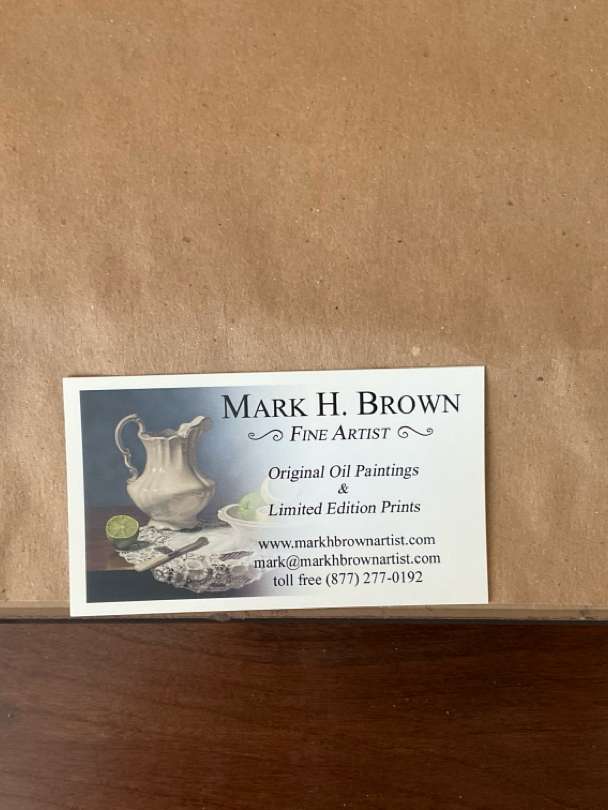 MARK H. BROWN
FINE ARTIST
Original Oil Paintings
&
Limited Edition Prints
www.markhbrownartist.com
mark@markhbrownartist.com
toll free (877) 277-0192